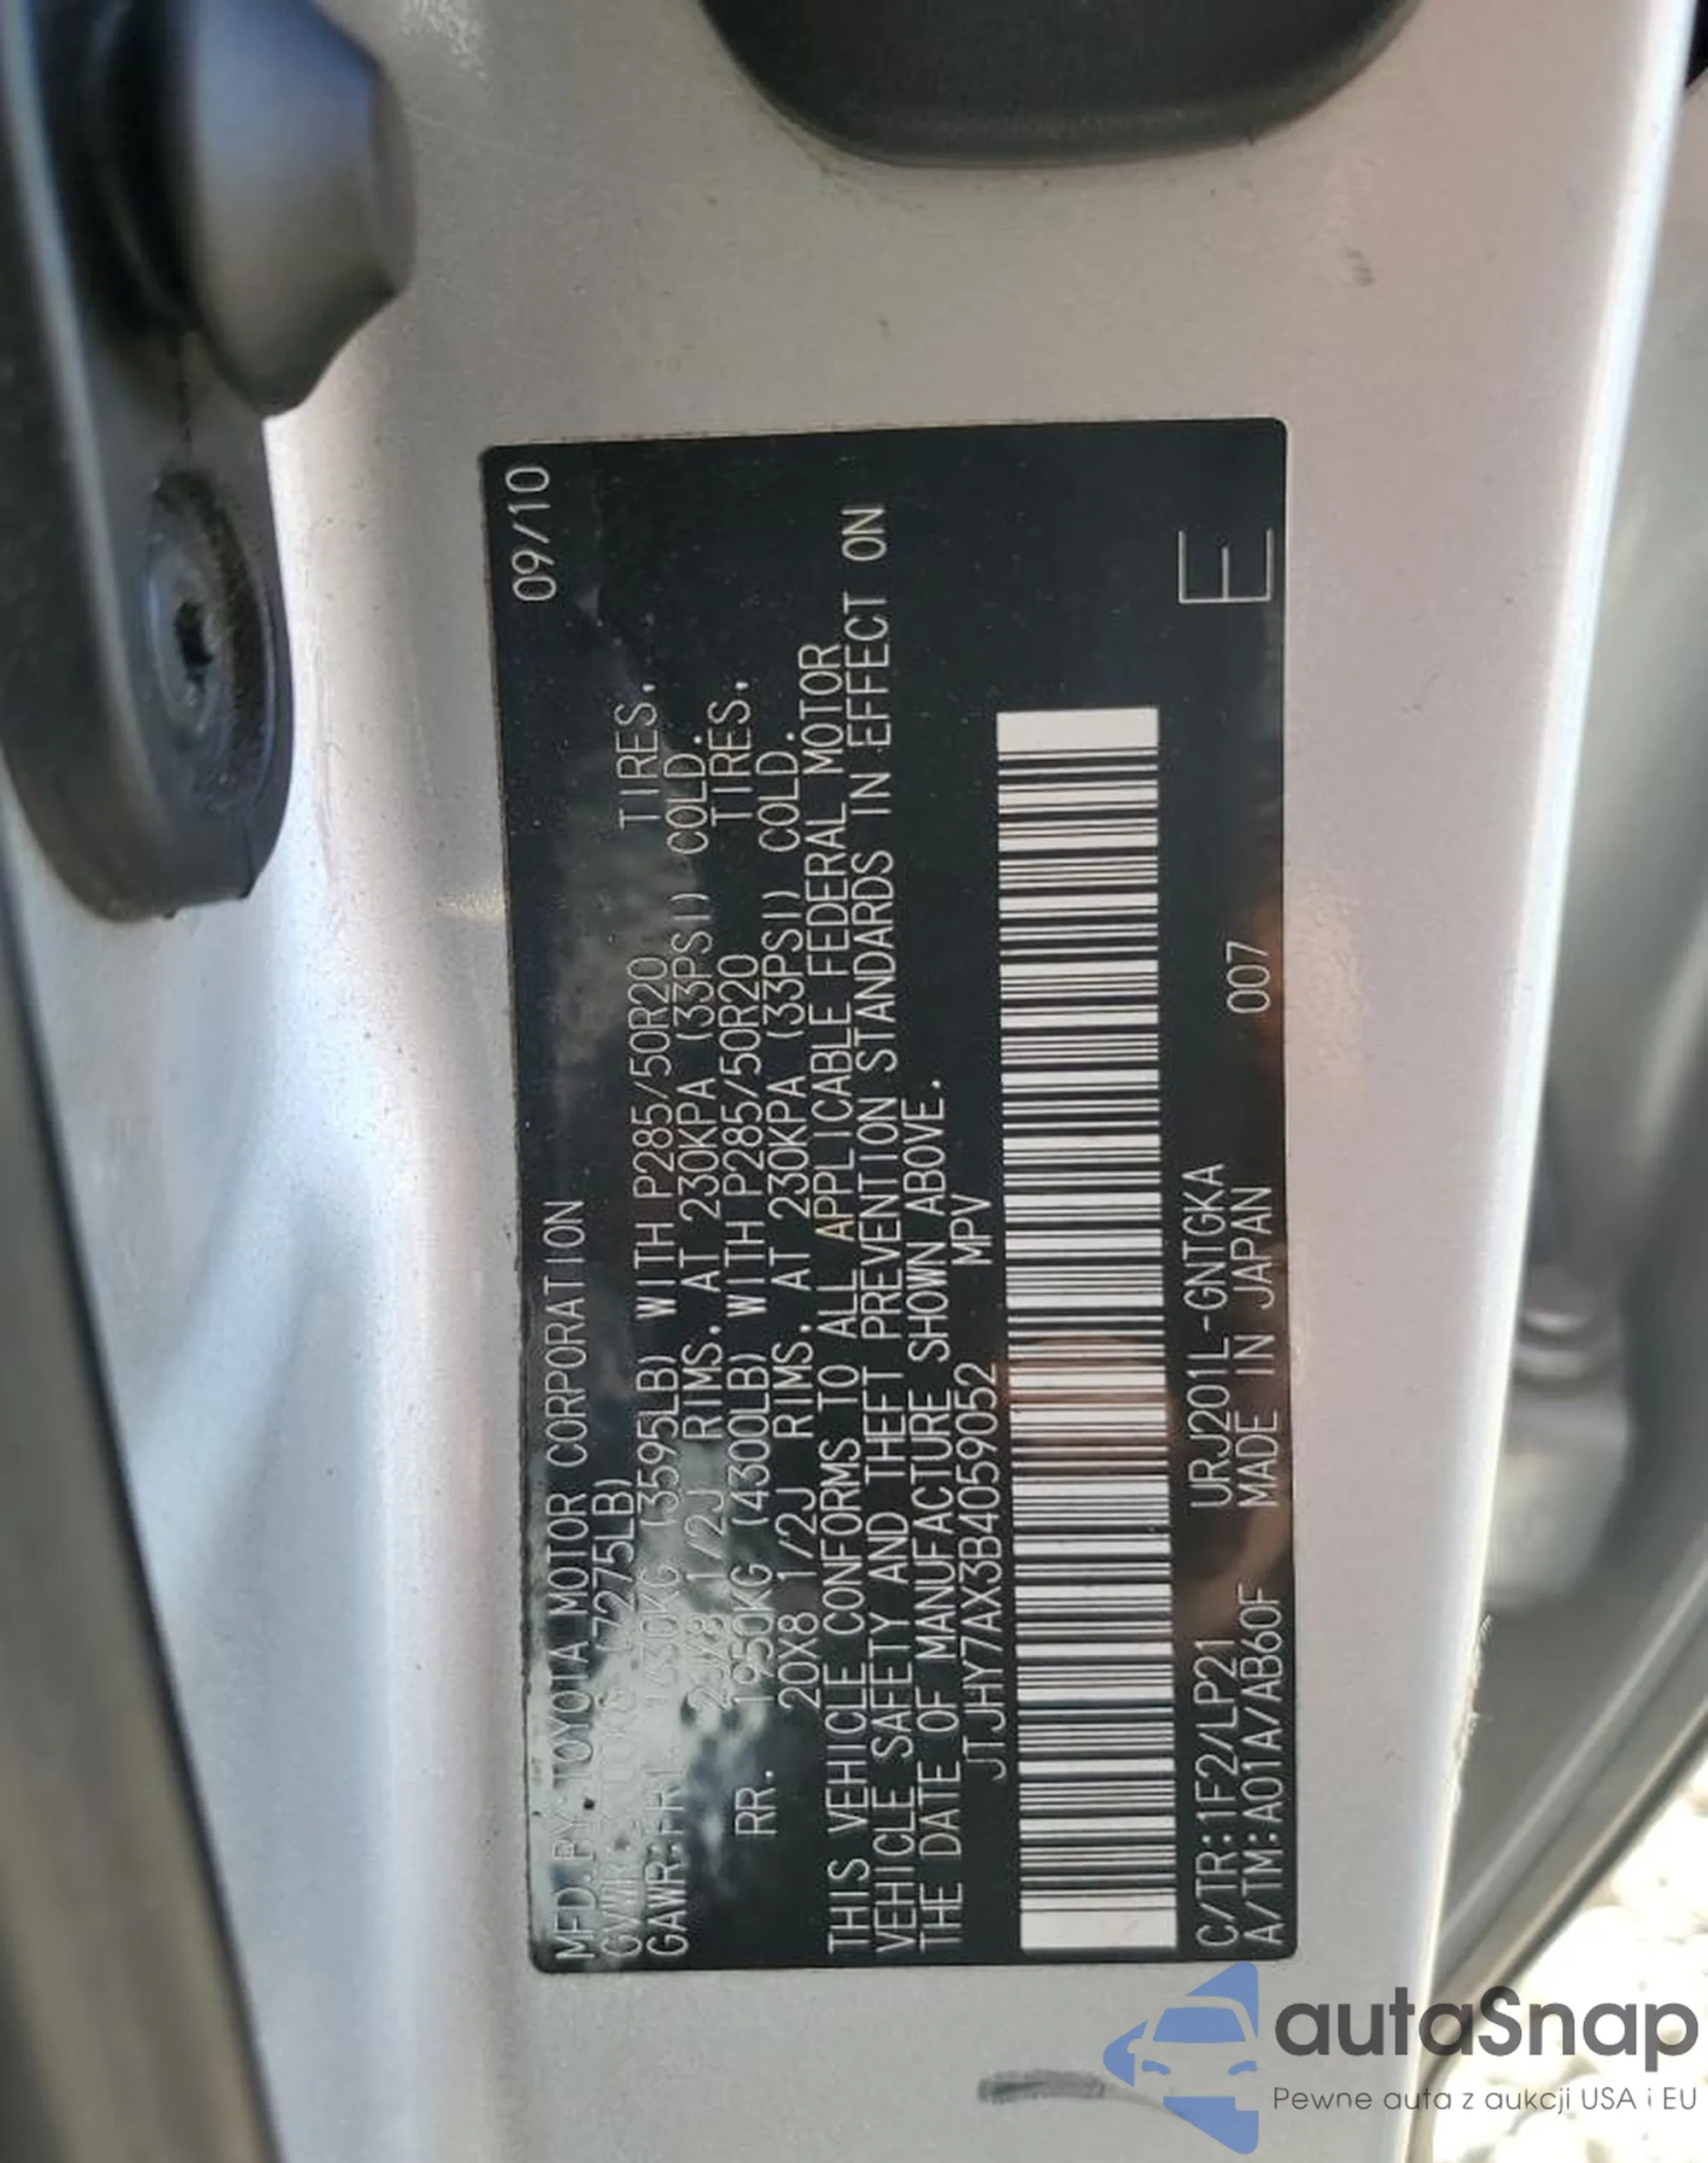 MFD.BY:TOYOTA MOTOR CORPORATION 09/10
GVWR: (7275LB)
GAWR:FR. 1630KG (3595LB) WITH P285/50R20 TIRES.
20X8 1/2J RIMS. AT 230KPA (33PSI) COLD.
RR. 1950KG (4300LB) WITH P285/50R20 TIRES.
20X8 1/2J RIMS. AT 230KPA (33PSI) COLD.
THIS VEHICLE CONFORMS TO ALL APPLICABLE FEDERAL MOTOR
VEHICLE SAFETY AND THEFT PREVENTION STANDARDS IN EFFECT ON
THE DATE OF MANUFACTURE SHOWN ABOVE.
JTJHY7AX3B4059052 MPV
C/TR:1F2/LP21 URJ201L-GNTGKA 007 E
A/TM:A01A/AB60F MADE IN JAPAN
autaSnap
Pewne auta z aukcji USA i EU